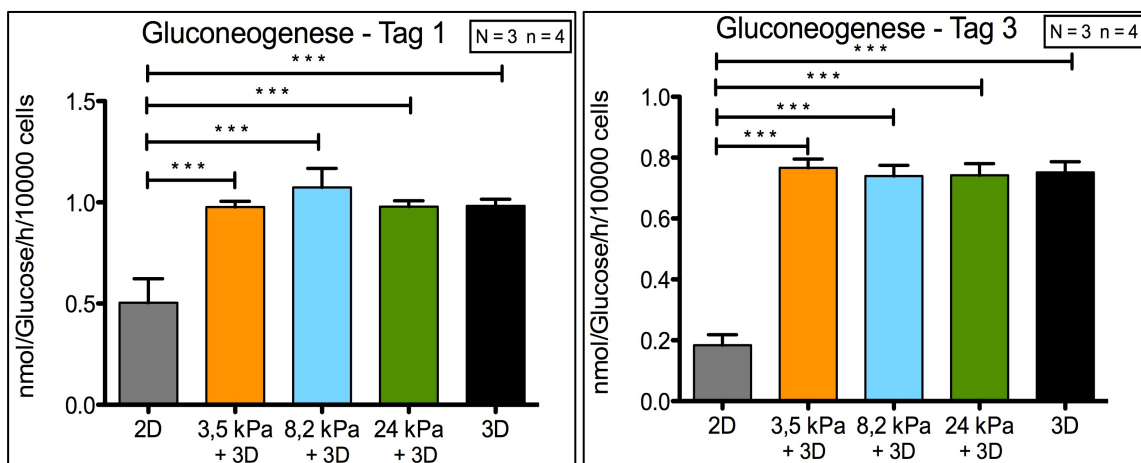 Gluconeogenese - Tag 1
N = 3 n = 4
***
***
***
***
nmol/Glucose/h/10000 cells
1.5
1.0
0.5
0.0
2D
3,5 kPa
+ 3D
8,2 kPa
+ 3D
24 kPa
+ 3D
3D
Gluconeogenese - Tag 3
N = 3 n = 4
***
***
***
***
nmol/Glucose/h/10000 cells
1.0
0.8
0.6
0.4
0.2
0.0
2D
3,5 kPa
+ 3D
8,2 kPa
+ 3D
24 kPa
+ 3D
3D